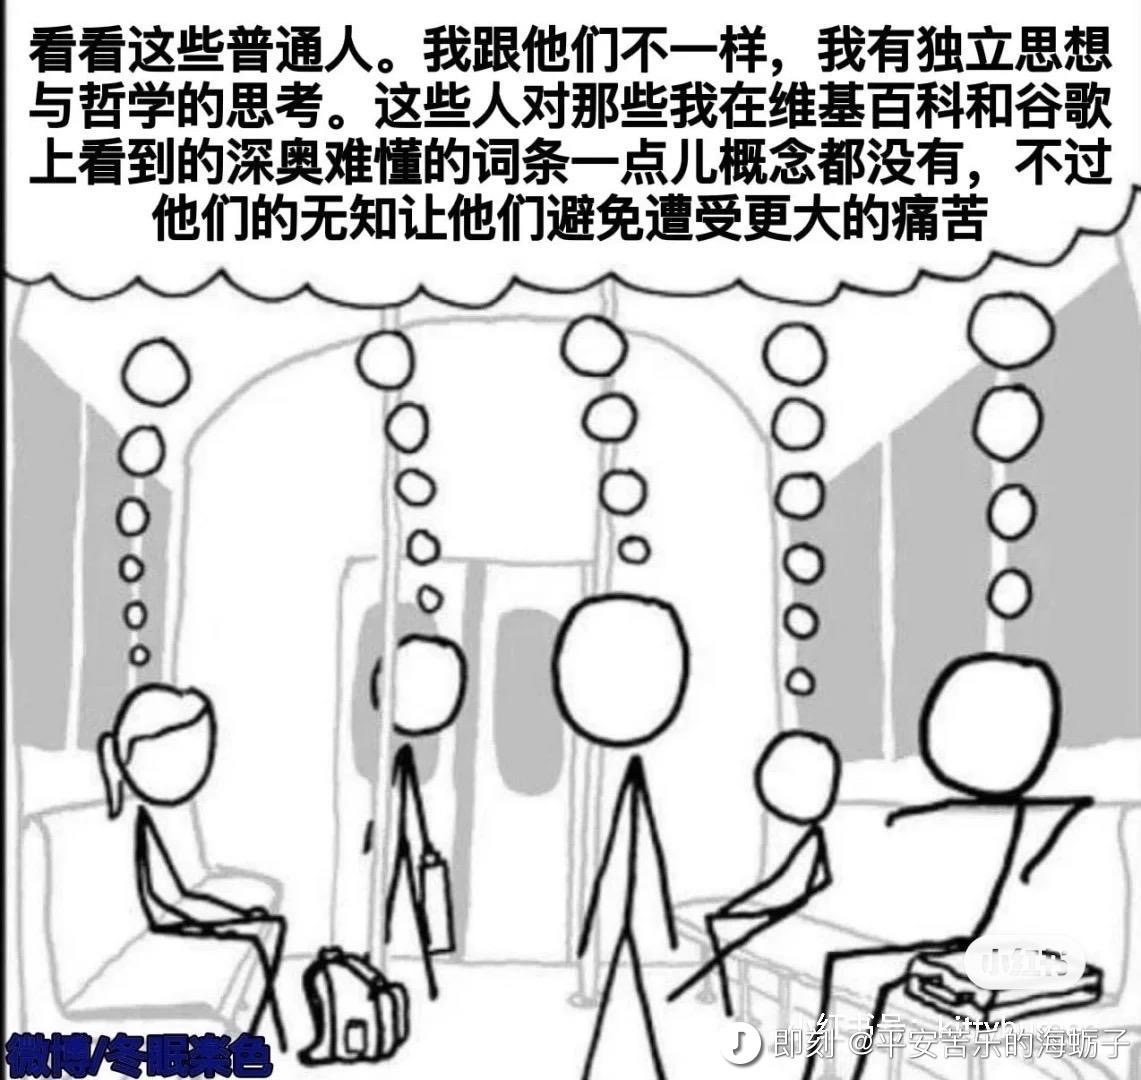 看看这些普通人。我跟他们不一样，我有独立思想
与哲学的思考。这些人对那些我在维基百科和谷歌
上看到的深奥难懂的词条一点儿概念都没有，不过
他们的无知让他们避免遭受更大的痛苦
小红书
微博/冬眠楽色
即刻 @平安苦乐的海蛎子